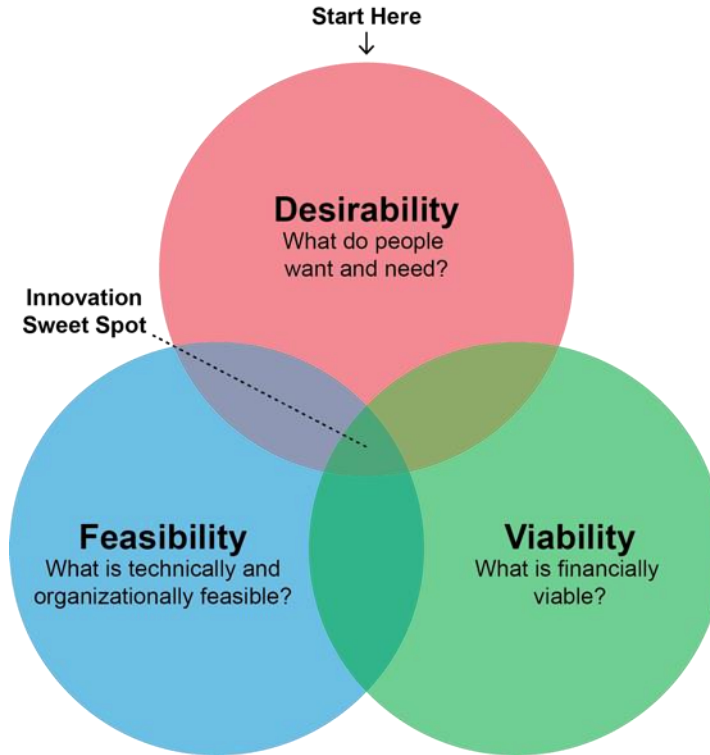 Start Here
Desirability
What do people
want and need?
Innovation
Sweet Spot
Feasibility
What is technically and
organizationally feasible?
Viability
What is financially
viable?